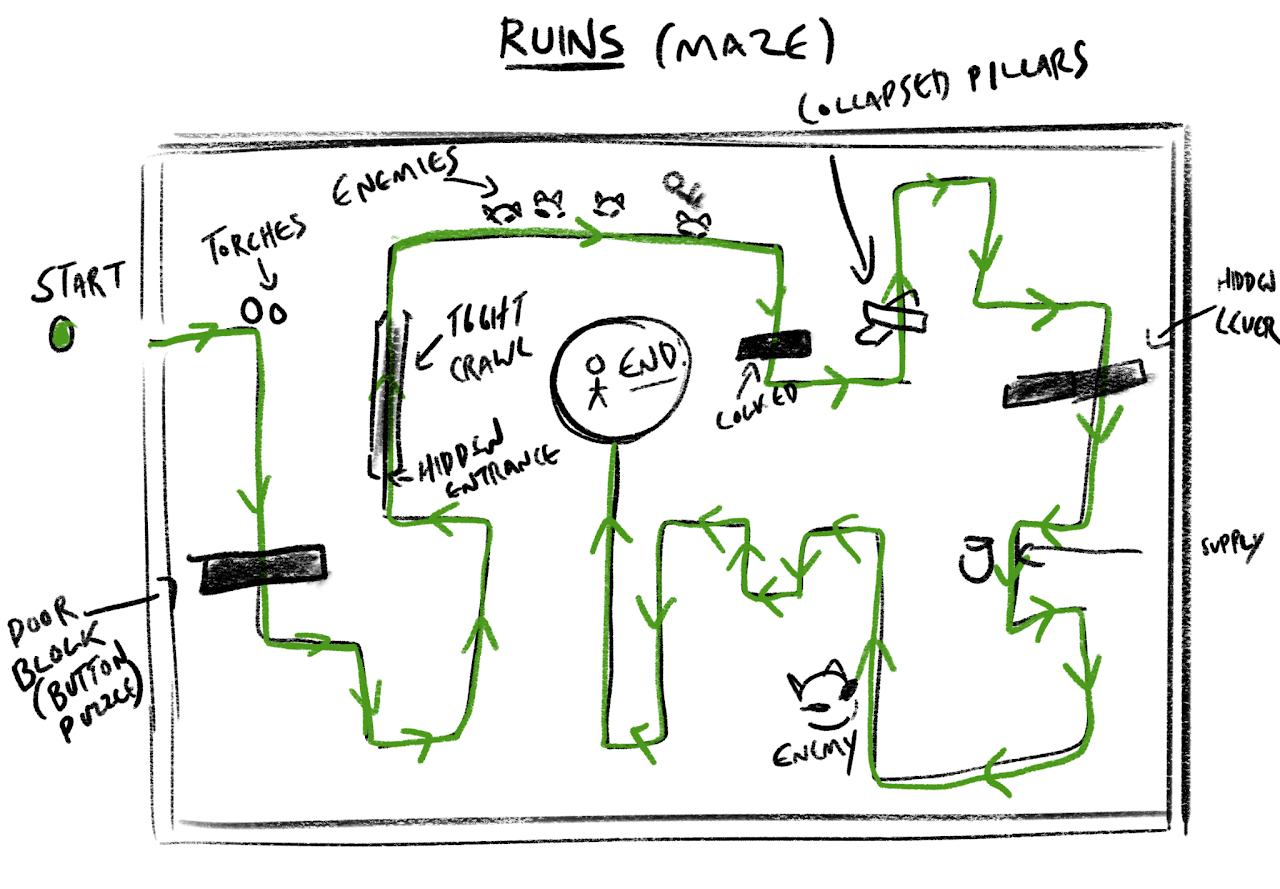 RUINS (MAZE)
COLLAPSED PILLARS
ENEMIES
TORCHES
START
TIGHT
CRAWL
HIDDEN
ENTRANCE
END
LOCKED
HIDDEN
LEVER
SUPPLY
DOOR
BLOCK
(BUTTON
PUZZLE)
ENEMY